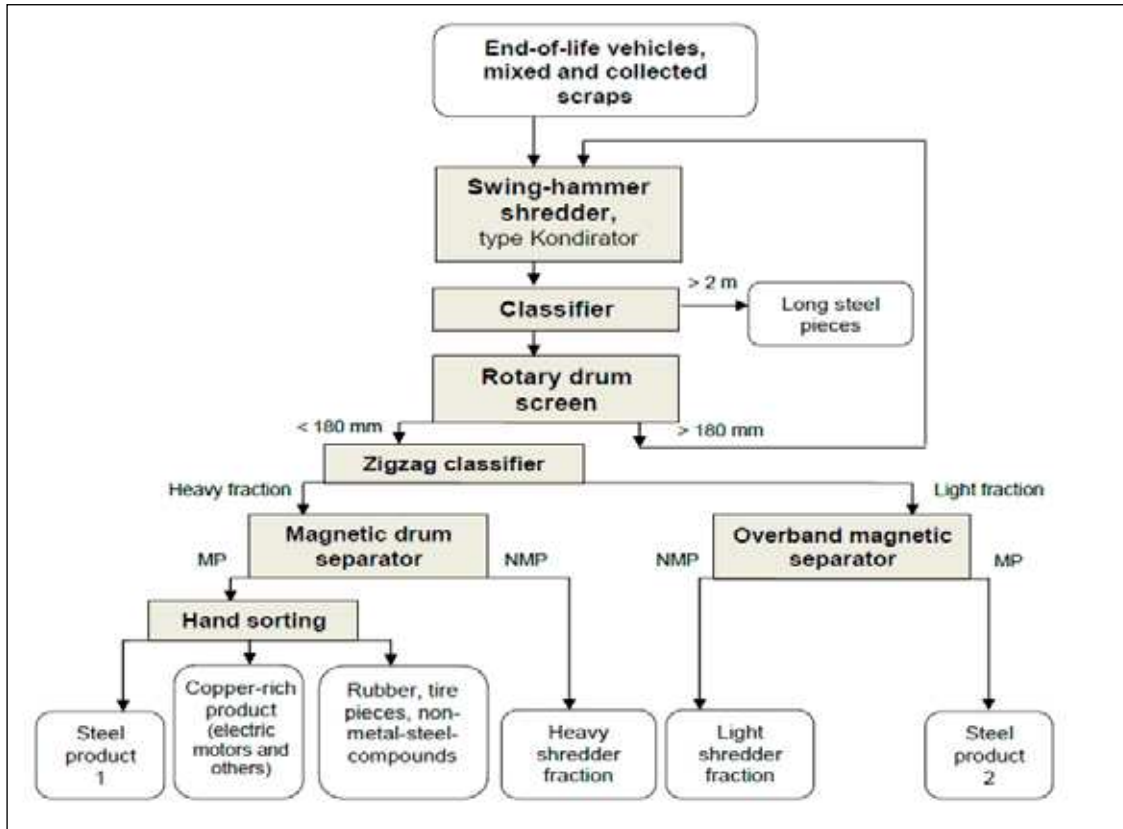 End-of-life vehicles,
mixed and collected
scraps
Swing-hammer
shredder,
type Kondirator
> 2 m
Classifier
Long steel
pieces
Rotary drum
screen
< 180 mm
> 180 mm
Zigzag classifier
Heavy fraction
Light fraction
Magnetic drum
separator
Overband magnetic
separator
MP
NMP
NMP
MP
Hand sorting
Steel
product
1
Copper-rich
product
(electric
motors and
others)
Rubber, tire
pieces, non-
metal-steel-
compounds
Heavy
shredder
fraction
Light
shredder
fraction
Steel
product
2